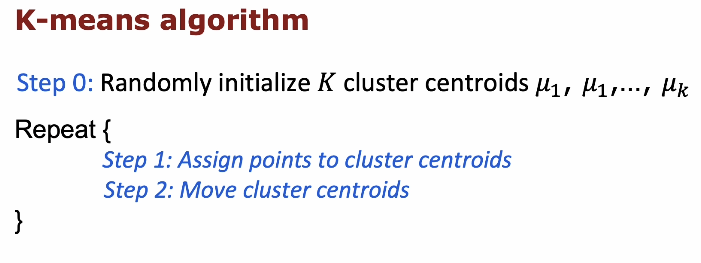 K-means algorithm
Step 0: Randomly initialize K cluster centroids μ₁, μ₁,..., μₖ
Repeat {
Step 1: Assign points to cluster centroids
Step 2: Move cluster centroids
}